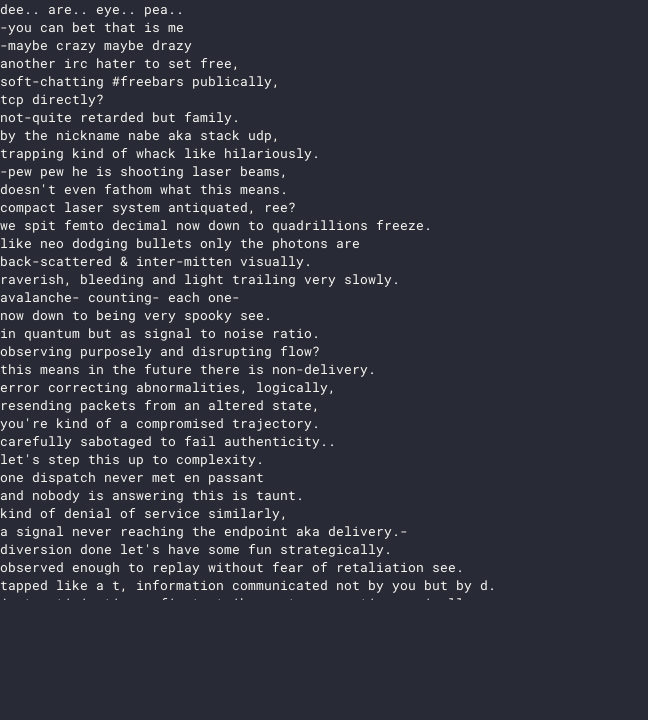 dee.. are.. eye.. pea..
-you can bet that is me
-maybe crazy maybe drazy
another irc hater to set free,
soft-chatting #freebars publically,
tcp directly?
not-quite retarded but family.
by the nickname nabe aka stack udp,
trapping kind of whack like hilariously.
-pew pew he is shooting laser beams,
doesn't even fathom what this means.
compact laser system antiquated, ree?
we spit femto decimal now down to quadrillions freeze.
like neo dodging bullets only the photons are
back-scattered & inter-mitten visually.
raverish, bleeding and light trailing very slowly.
avalanche- counting- each one-
now down to being very spooky see.
in quantum but as signal to noise ratio.
observing purposely and disrupting flow?
this means in the future there is non-delivery.
error correcting abnormalities, logically,
resending packets from an altered state,
you're kind of a compromised trajectory.
carefully sabotaged to fail authenticity..
let's step this up to complexity.
one dispatch never met en passant
and nobody is answering this is taunt.
kind of denial of service similarly,
a signal never reaching the endpoint aka delivery.-
diversion done let's have some fun strategically.
observed enough to replay without fear of retaliation see.
tapped like a t, information communicated not by you but by d.